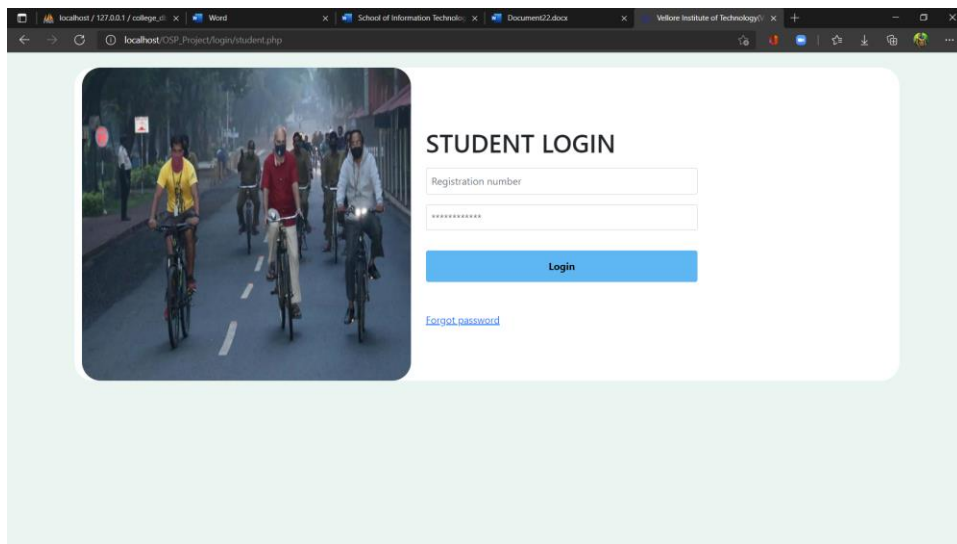 localhost / 127.0.0.1 / college_d
Word
School of Information Technolo
Document22.docx
Vellore Institute of Technology(V
localhost/OSP_Project/login/student.php
STUDENT LOGIN
Registration number
************
Login
Forgot password